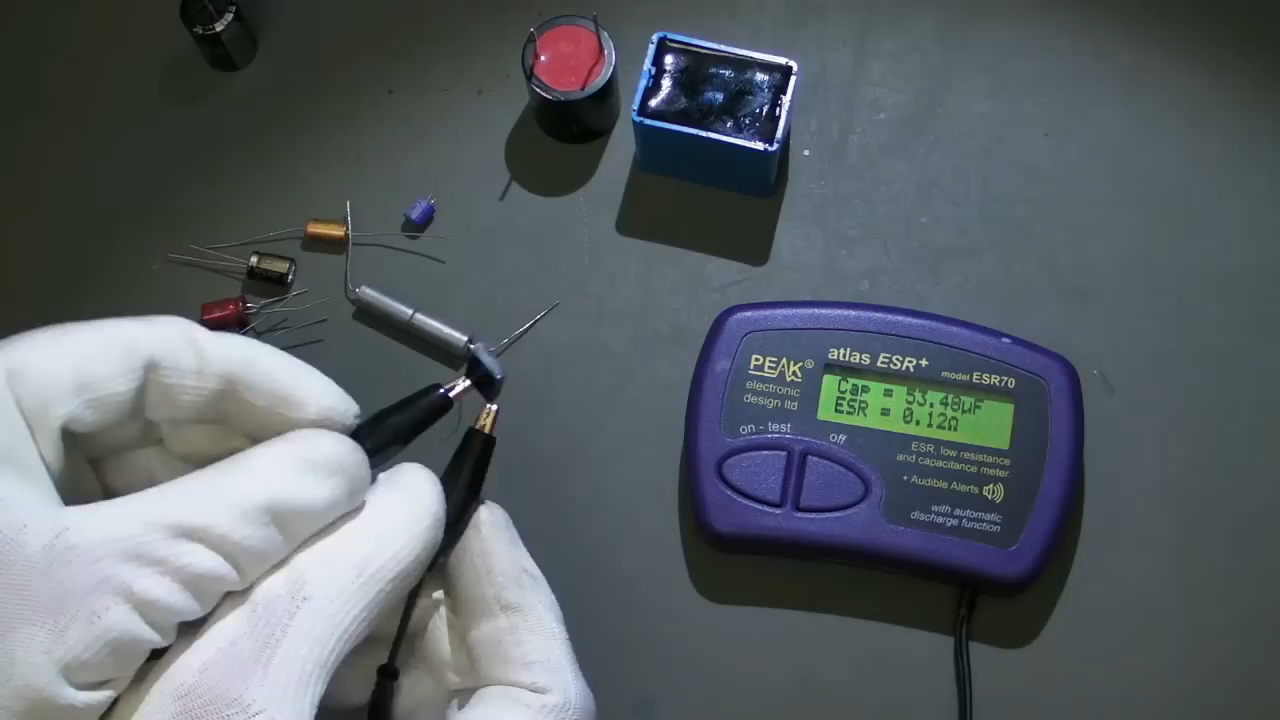 PEAK®
electronic
design ltd
atlas ESR+
model ESR70
Cap = 53.48µF
ESR = 0.12Ω
on - test
off
ESR, low resistance
and capacitance meter
+ Audible Alerts
with automatic
discharge function